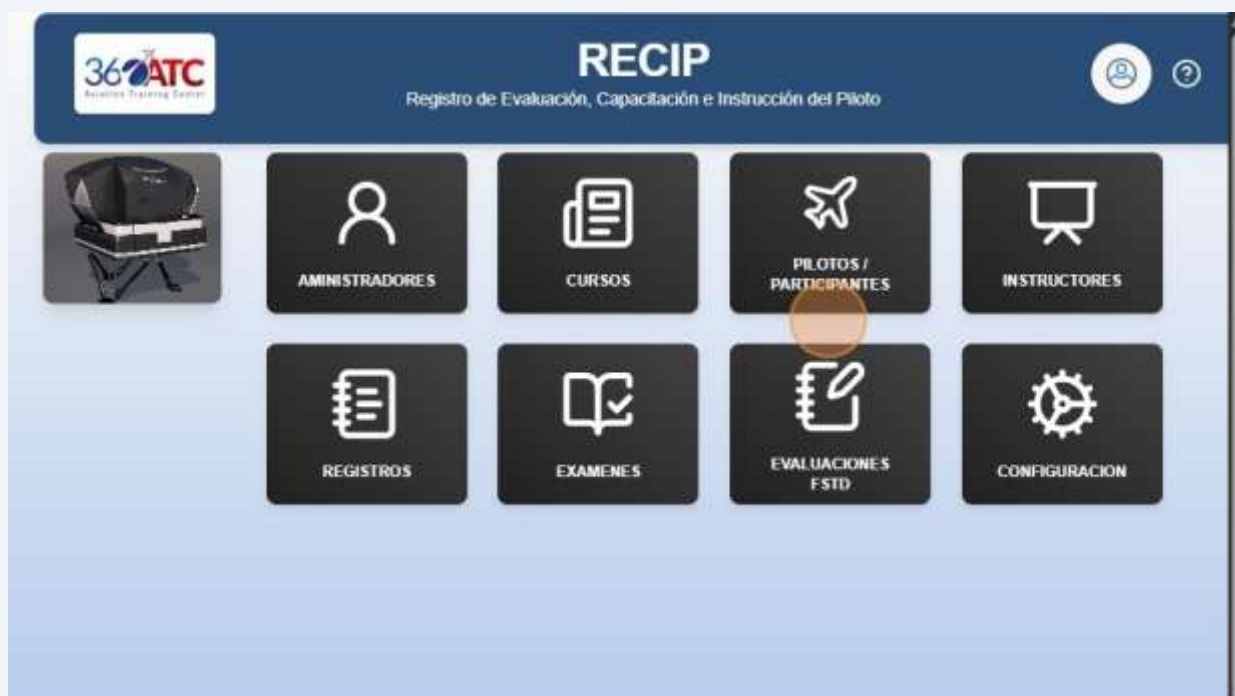 360ATC
Aviation Training Center
RECIP
Registro de Evaluación, Capacitación e Instrucción del Piloto
AMINISTRADORES
CURSOS
PILOTOS /
PARTICIPANTES
INSTRUCTORES
REGISTROS
EXAMENES
EVALUACIONES
FSTD
CONFIGURACION